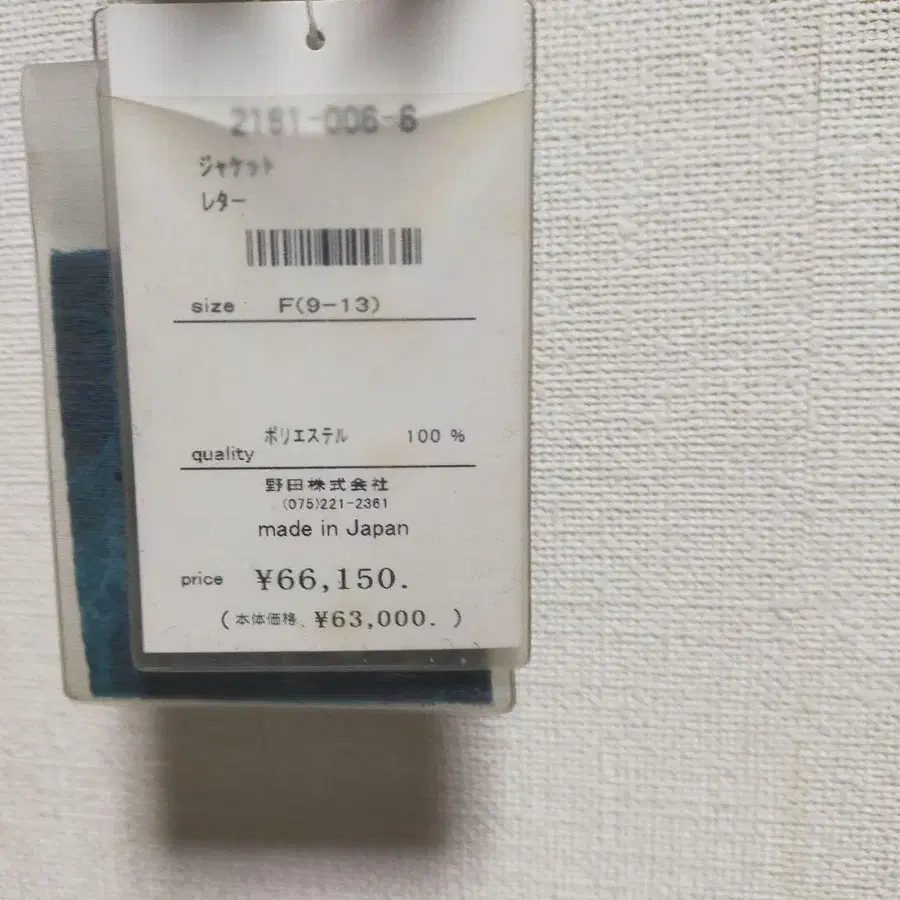 2191-006-6
ジャケット
レター
size F(9-13)
ポリエステル 100 %
quality
野田株式会社
(075)221-2361
made in Japan
price ¥66,150.
(本体価格、¥63,000. )